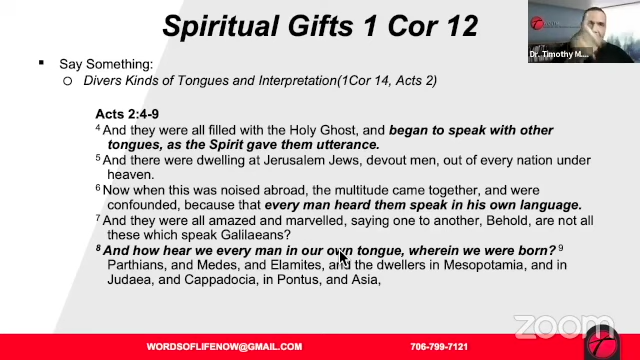 Spiritual Gifts 1 Cor 12
Dr. Timothy M...
Say Something:
Divers Kinds of Tongues and Interpretation(1Cor 14, Acts 2)
Acts 2:4-9
4 And they were all filled with the Holy Ghost, and began to speak with other
tongues, as the Spirit gave them utterance.
5 And there were dwelling at Jerusalem Jews, devout men, out of every nation under
heaven.
6 Now when this was noised abroad, the multitude came together, and were
confounded, because that every man heard them speak in his own language.
7 And they were all amazed and marvelled, saying one to another, Behold, are not all
these which speak Galilaeans?
8 And how hear we every man in our own tongue, wherein we were born? 9
Parthians, and Medes, and Elamites, and the dwellers in Mesopotamia, and in
Judaea, and Cappadocia, in Pontus, and Asia,
zoom
WORDSOFLIFENOW@GMAIL.COM 706-799-7121